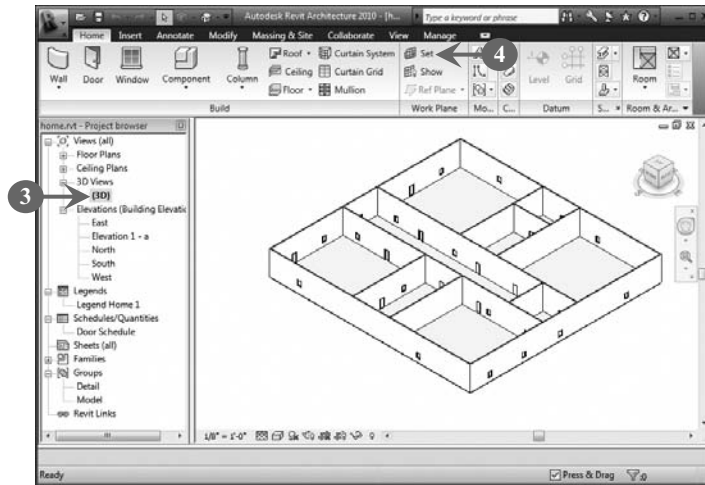 Autodesk Revit Architecture 2010 - [h...
Type a keyword or phrase
Home Insert Annotate Modify Massing & Site Collaborate View Manage
Wall Door Window Component Column
Roof Curtain System
Ceiling Curtain Grid
Floor Mullion
Set
Show
Ref Plane
Level Grid
Room
4
Build Work Plane Mo... C... Datum S... » Room & Ar...
home.rvt - Project browser
Views (all)
Floor Plans
Ceiling Plans
3D Views
3
{3D}
Elevations (Building Elevatic
East
Elevation 1 - a
North
South
West
Legends
Legend Home 1
Schedules/Quantities
Door Schedule
Sheets (all)
Families
Groups
Detail
Model
Revit Links
1/8" = 1'-0"
Ready
Press & Drag
:0